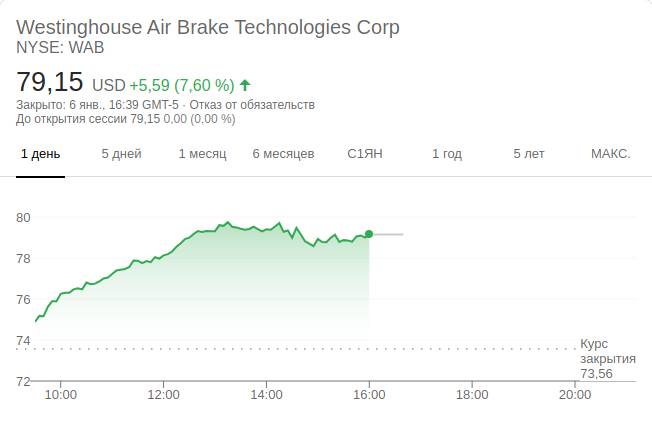 Westinghouse Air Brake Technologies Corp
NYSE: WAB
79,15 USD +5,59 (7,60 %)
Закрыто: 6 янв., 16:39 GMT-5 · Отказ от обязательств
До открытия сессии 79,15 0,00 (0,00 %)
1 день 5 дней 1 месяц 6 месяцев С1ЯН 1 год 5 лет МАКС.
80
78
76
74
72
Курс
закрытия
73,56
10:00 12:00 14:00 16:00 18:00 20:00